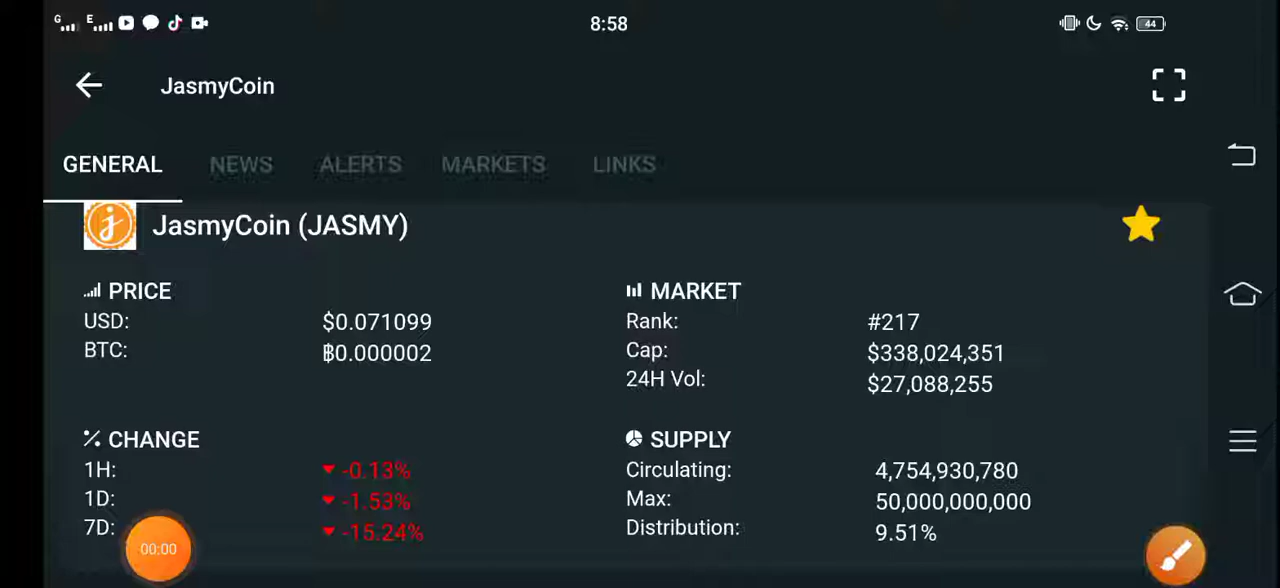 G E 8:58 44
JasmyCoin
GENERAL NEWS ALERTS MARKETS LINKS
j JasmyCoin (JASMY)
PRICE
USD: $0.071099
BTC: ฿0.000002
MARKET
Rank: #217
Cap: $338,024,351
24H Vol: $27,088,255
CHANGE
1H: -0.13%
1D: -1.53%
7D: -15.24%
SUPPLY
Circulating: 4,754,930,780
Max: 50,000,000,000
Distribution: 9.51%
00:00